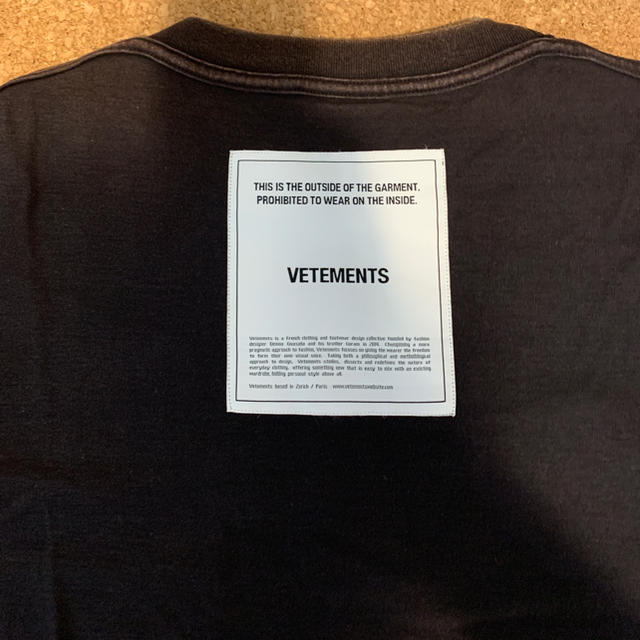 THIS IS THE OUTSIDE OF THE GARMENT.
PROHIBITED TO WEAR ON THE INSIDE.
VETEMENTS
Vetements is a French clothing and footwear design collective founded by fashion
designer Demna Gvasalia and his brother Guram in 2014. Championing a more
pragmatic approach to fashion, Vetements focuses on giving the wearer the freedom
to form their own visual voice. Taking both a philosophical and methodological
approach to design, Vetements studies, dissects and redefines the nature of
everyday clothing, offering something new that is easy to mix with an existing
wardrobe, holding personal style above all.
Vetements based in Zurich / Paris www.vetementswebsite.com